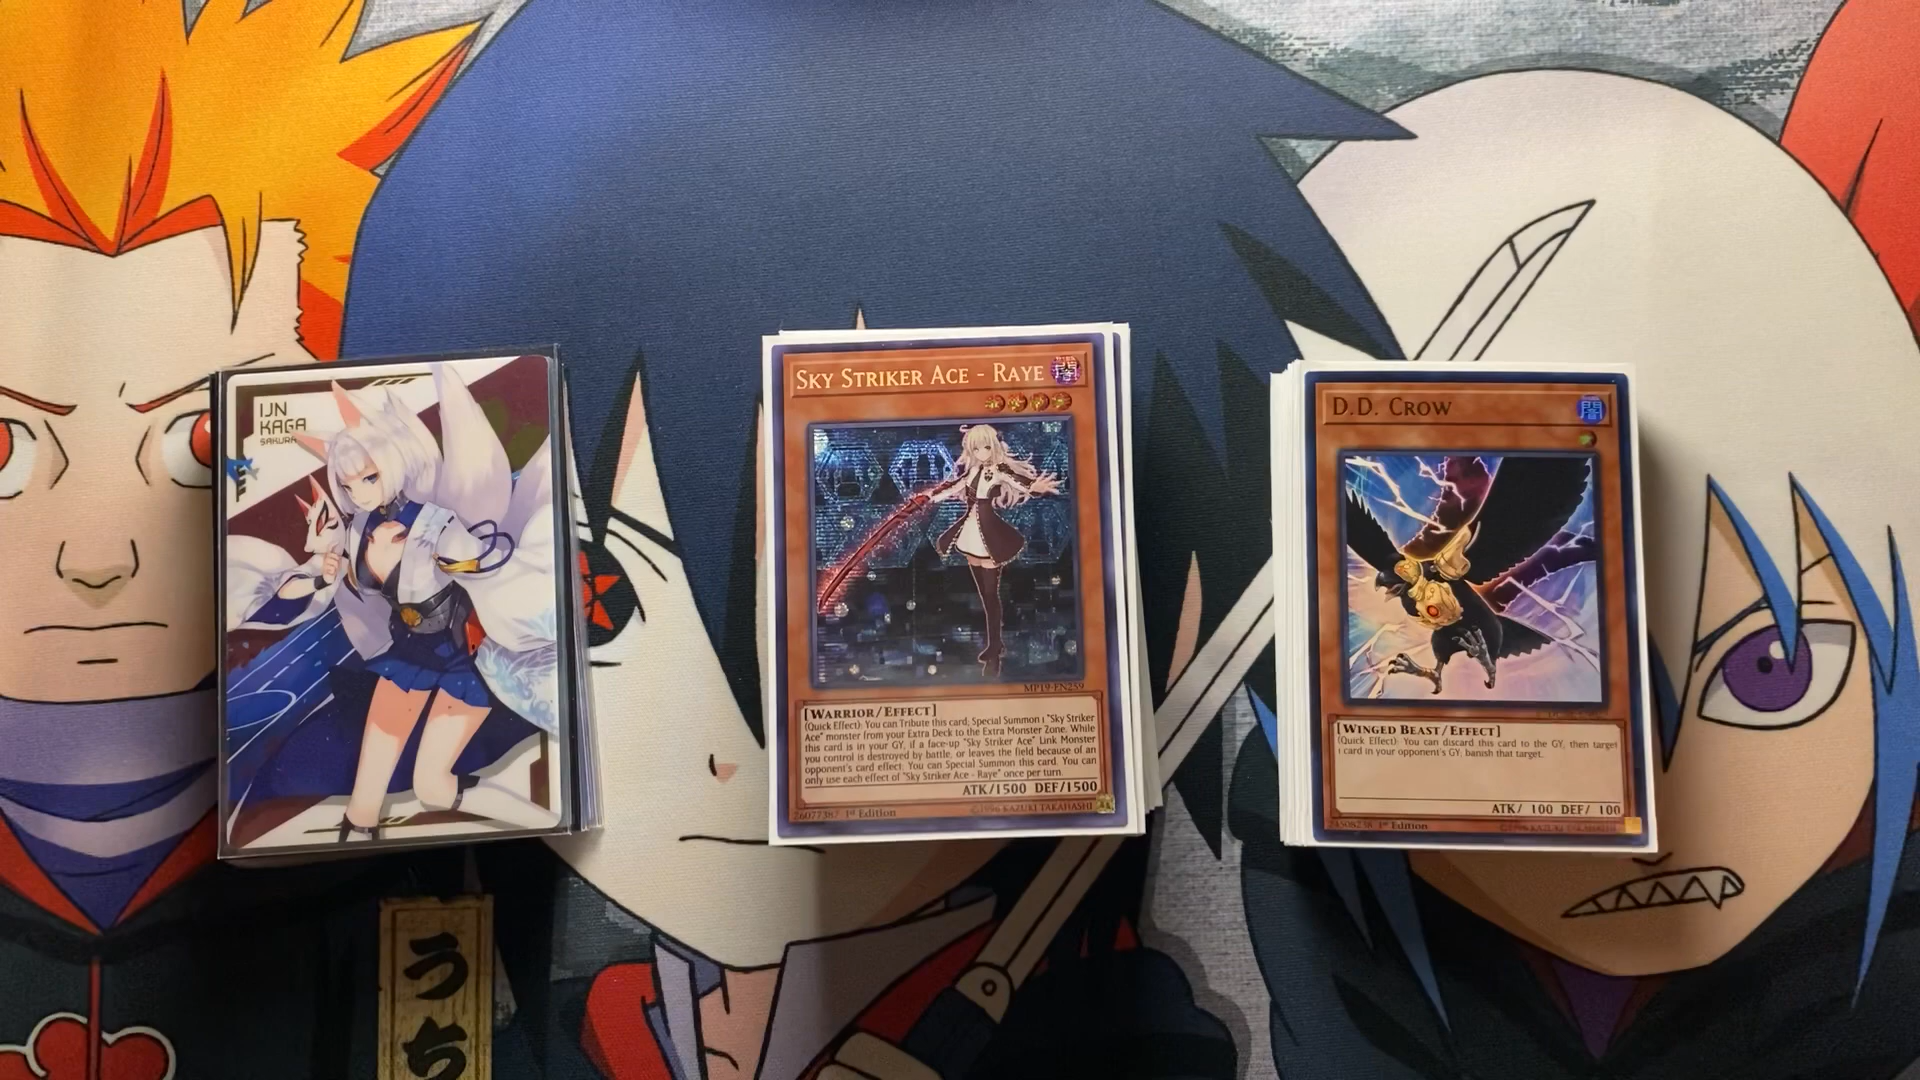 IJN
KAGA
SAKURA
SKY STRIKER ACE - RAYE
MP19-EN259
[WARRIOR/EFFECT]
(Quick Effect): You can Tribute this card; Special Summon 1 "Sky Striker
Ace" monster from your Extra Deck to the Extra Monster Zone. While
this card is in your GY, if a face-up "Sky Striker Ace" Link Monster
you control is destroyed by battle, or leaves the field because of an
opponent's card effect: You can Special Summon this card. You can
only use each effect of "Sky Striker Ace - Raye" once per turn.
ATK/1500 DEF/1500
26077387 1st Edition
©1996 KAZUKI TAKAHASHI
D.D. CROW
[WINGED BEAST/EFFECT]
(Quick Effect): You can discard this card to the GY, then target
1 card in your opponent's GY; banish that target.
ATK/ 100 DEF/ 100
24508238 1st Edition
うち